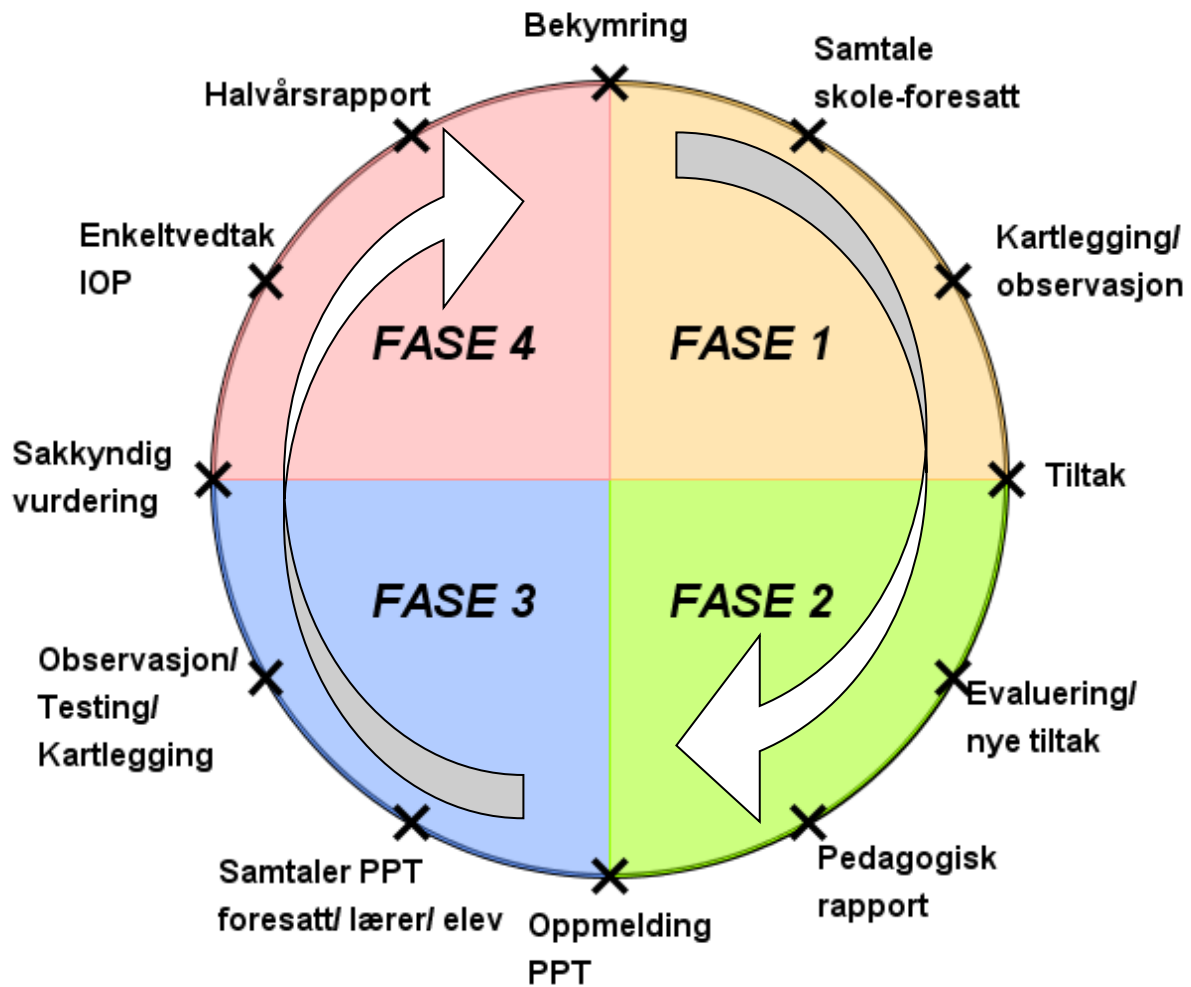 Bekymring
Samtale
skole-foresatt
Halvårsrapport
Enkeltvedtak
IOP
Kartlegging/
observasjon
FASE 4
FASE 1
Sakkyndig
vurdering
Tiltak
FASE 3
FASE 2
Observasjon/
Testing/
Kartlegging
Evaluering/
nye tiltak
Samtaler PPT
foresatt/ lærer/ elev
Pedagogisk
rapport
Oppmelding
PPT